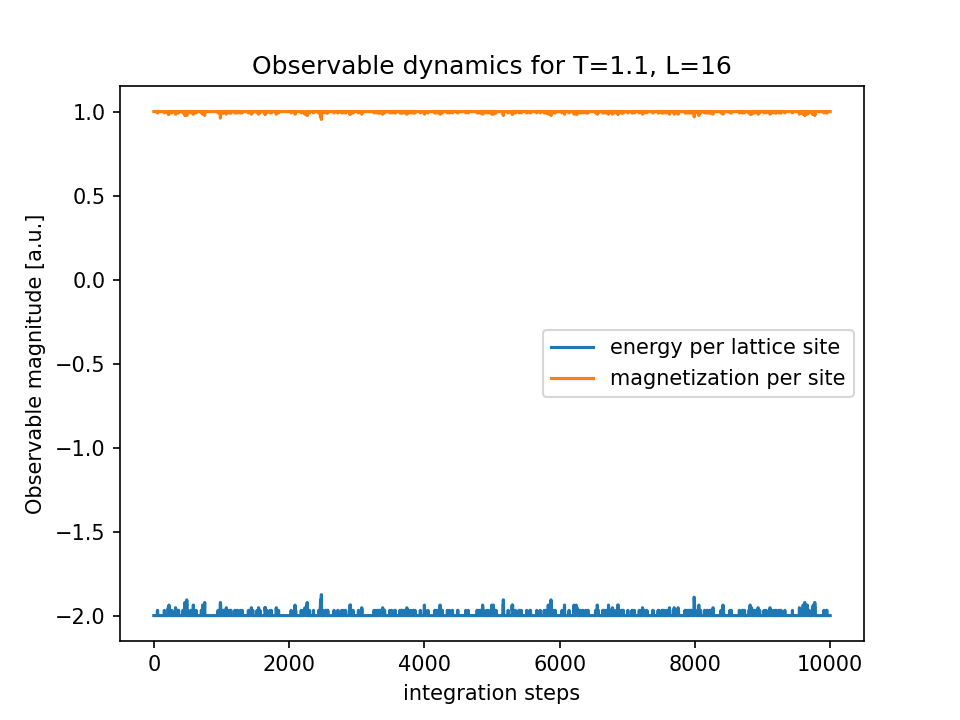 Observable dynamics for T=1.1, L=16
Observable magnitude [a.u.]
1.0
0.5
0.0
−0.5
−1.0
−1.5
−2.0
energy per lattice site
magnetization per site
0 2000 4000 6000 8000 10000
integration steps